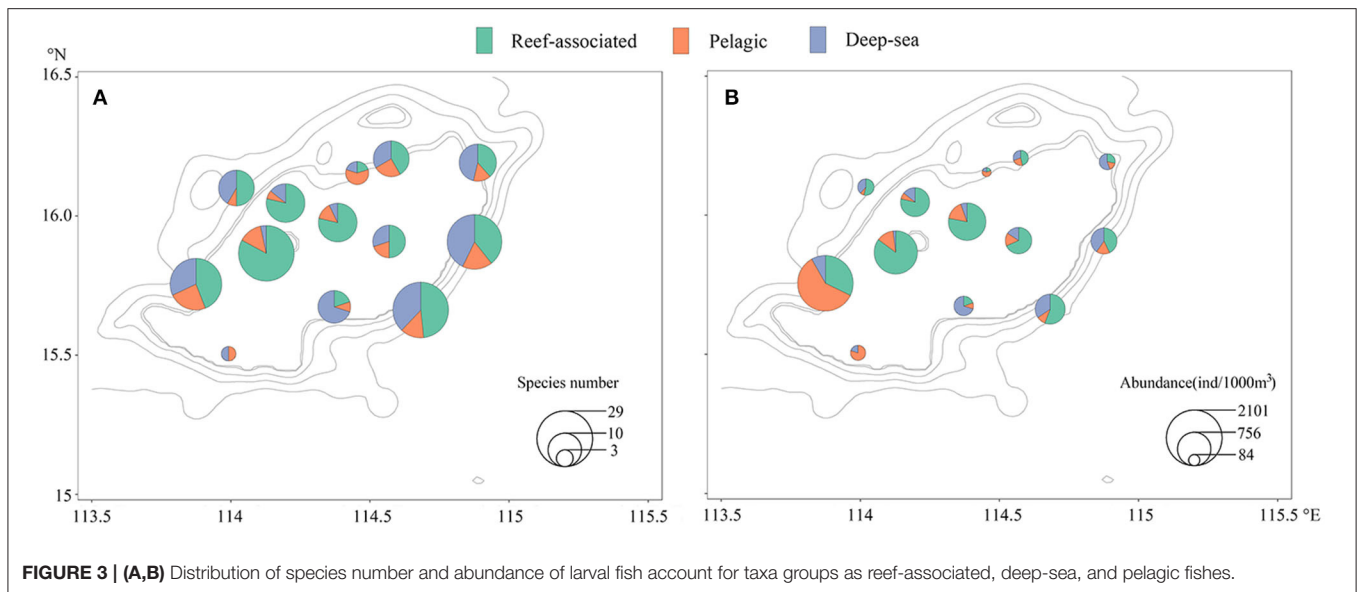 Reef-associated Pelagic Deep-sea
°N
16.5
16.0
15.5
15
A
Species number
29
10
3
113.5 114 114.5 115 115.5
B
Abundance(ind/1000m³)
2101
756
84
113.5 114 114.5 115 115.5 °E
FIGURE 3 | (A,B) Distribution of species number and abundance of larval fish account for taxa groups as reef-associated, deep-sea, and pelagic fishes.